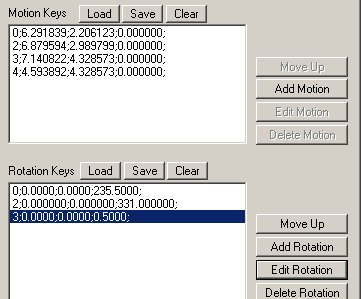 Motion Keys Load Save Clear
0;6.291839;2.206123;0.000000;
2;6.879594;2.989799;0.000000;
3;7.140822;4.328573;0.000000;
4;4.593892;4.328573;0.000000;
Move Up
Add Motion
Edit Motion
Delete Motion
Rotation Keys Load Save Clear
0;0.0000;0.0000;235.5000;
2;0.000000;0.000000;331.000000;
3;0.0000;0.0000;0.5000;
Move Up
Add Rotation
Edit Rotation
Delete Rotation